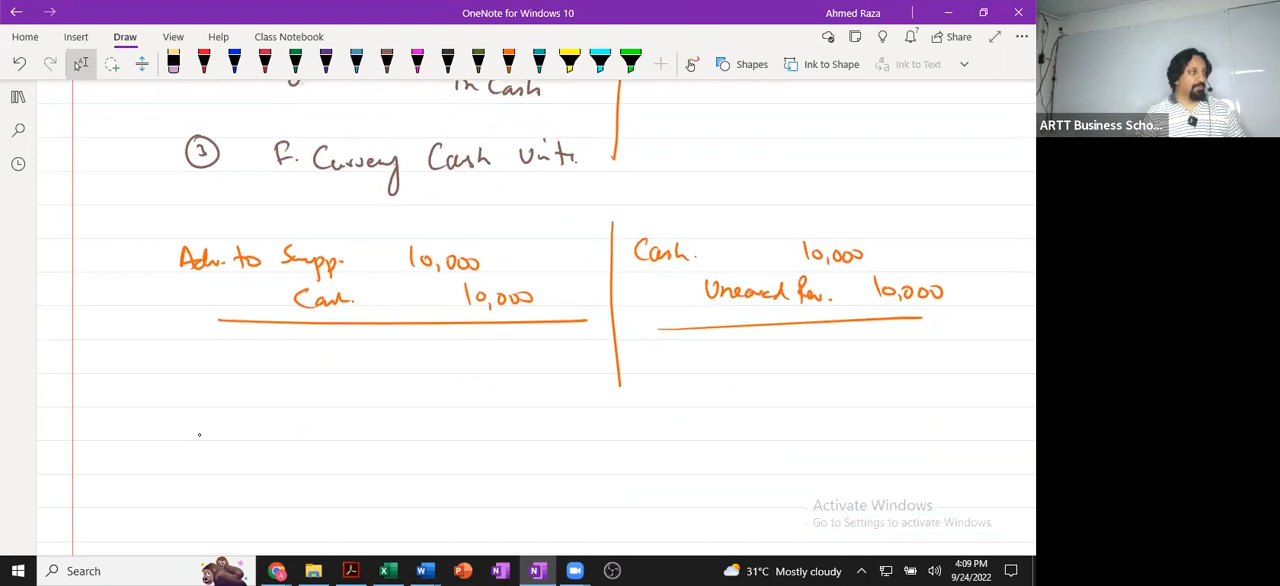 OneNote for Windows 10
Ahmed Raza
Home Insert Draw View Help Class Notebook
Share
Shapes Ink to Shape Ink to Text
in Cash
ARTT Business Scho...
③ F. Currency Cash Units.
Adv. to Supp. 10,000
Cash. 10,000
Cash. 10,000
Unearned Rev. 10,000
Activate Windows
Go to Settings to activate Windows.
Search
31°C Mostly cloudy
4:09 PM
9/24/2022